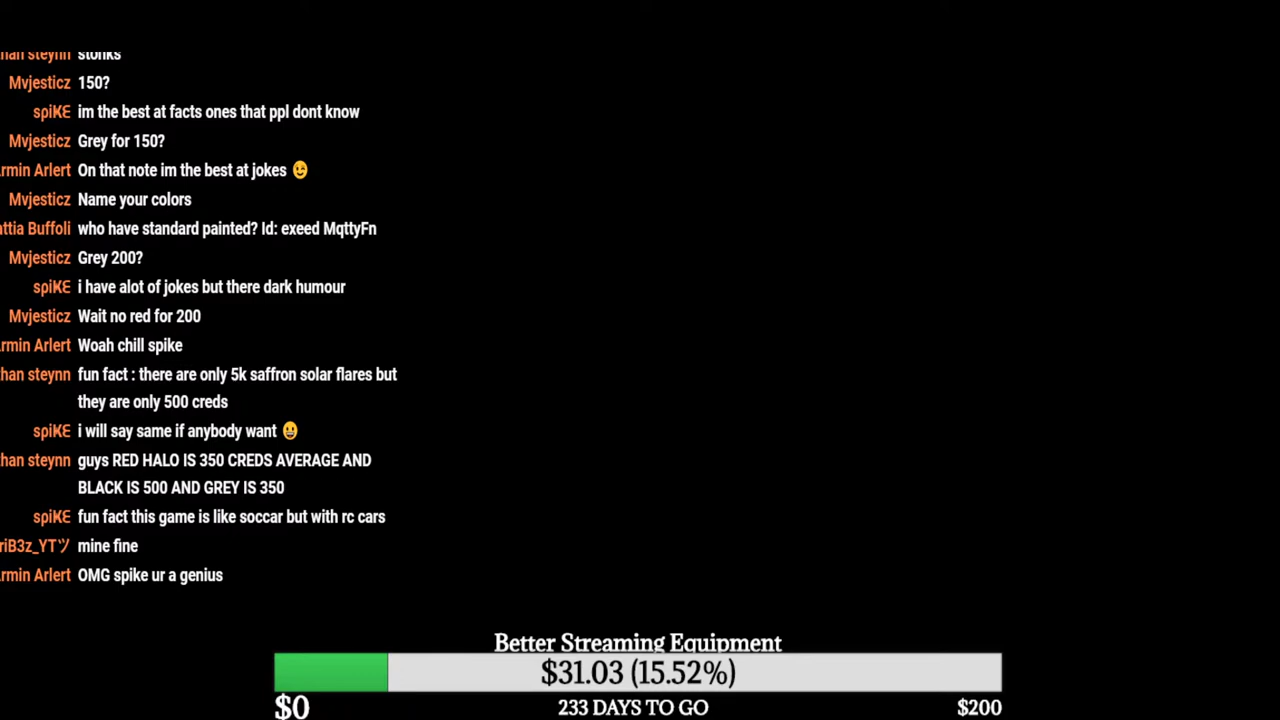 han steynn stonks
Mvjesticz 150?
spiKE im the best at facts ones that ppl dont know
Mvjesticz Grey for 150?
rmin Arlert On that note im the best at jokes 😉
Mvjesticz Name your colors
attia Buffoli who have standard painted? Id: exeed MqttyFn
Mvjesticz Grey 200?
spiKE i have alot of jokes but there dark humour
Mvjesticz Wait no red for 200
rmin Arlert Woah chill spike
than steynn fun fact : there are only 5k saffron solar flares but
they are only 500 creds
spiKE i will say same if anybody want 😀
than steynn guys RED HALO IS 350 CREDS AVERAGE AND
BLACK IS 500 AND GREY IS 350
spiKE fun fact this game is like soccar but with rc cars
riB3z_YTツ mine fine
rmin Arlert OMG spike ur a genius
Better Streaming Equipment
$31.03 (15.52%)
$0 233 DAYS TO GO $200